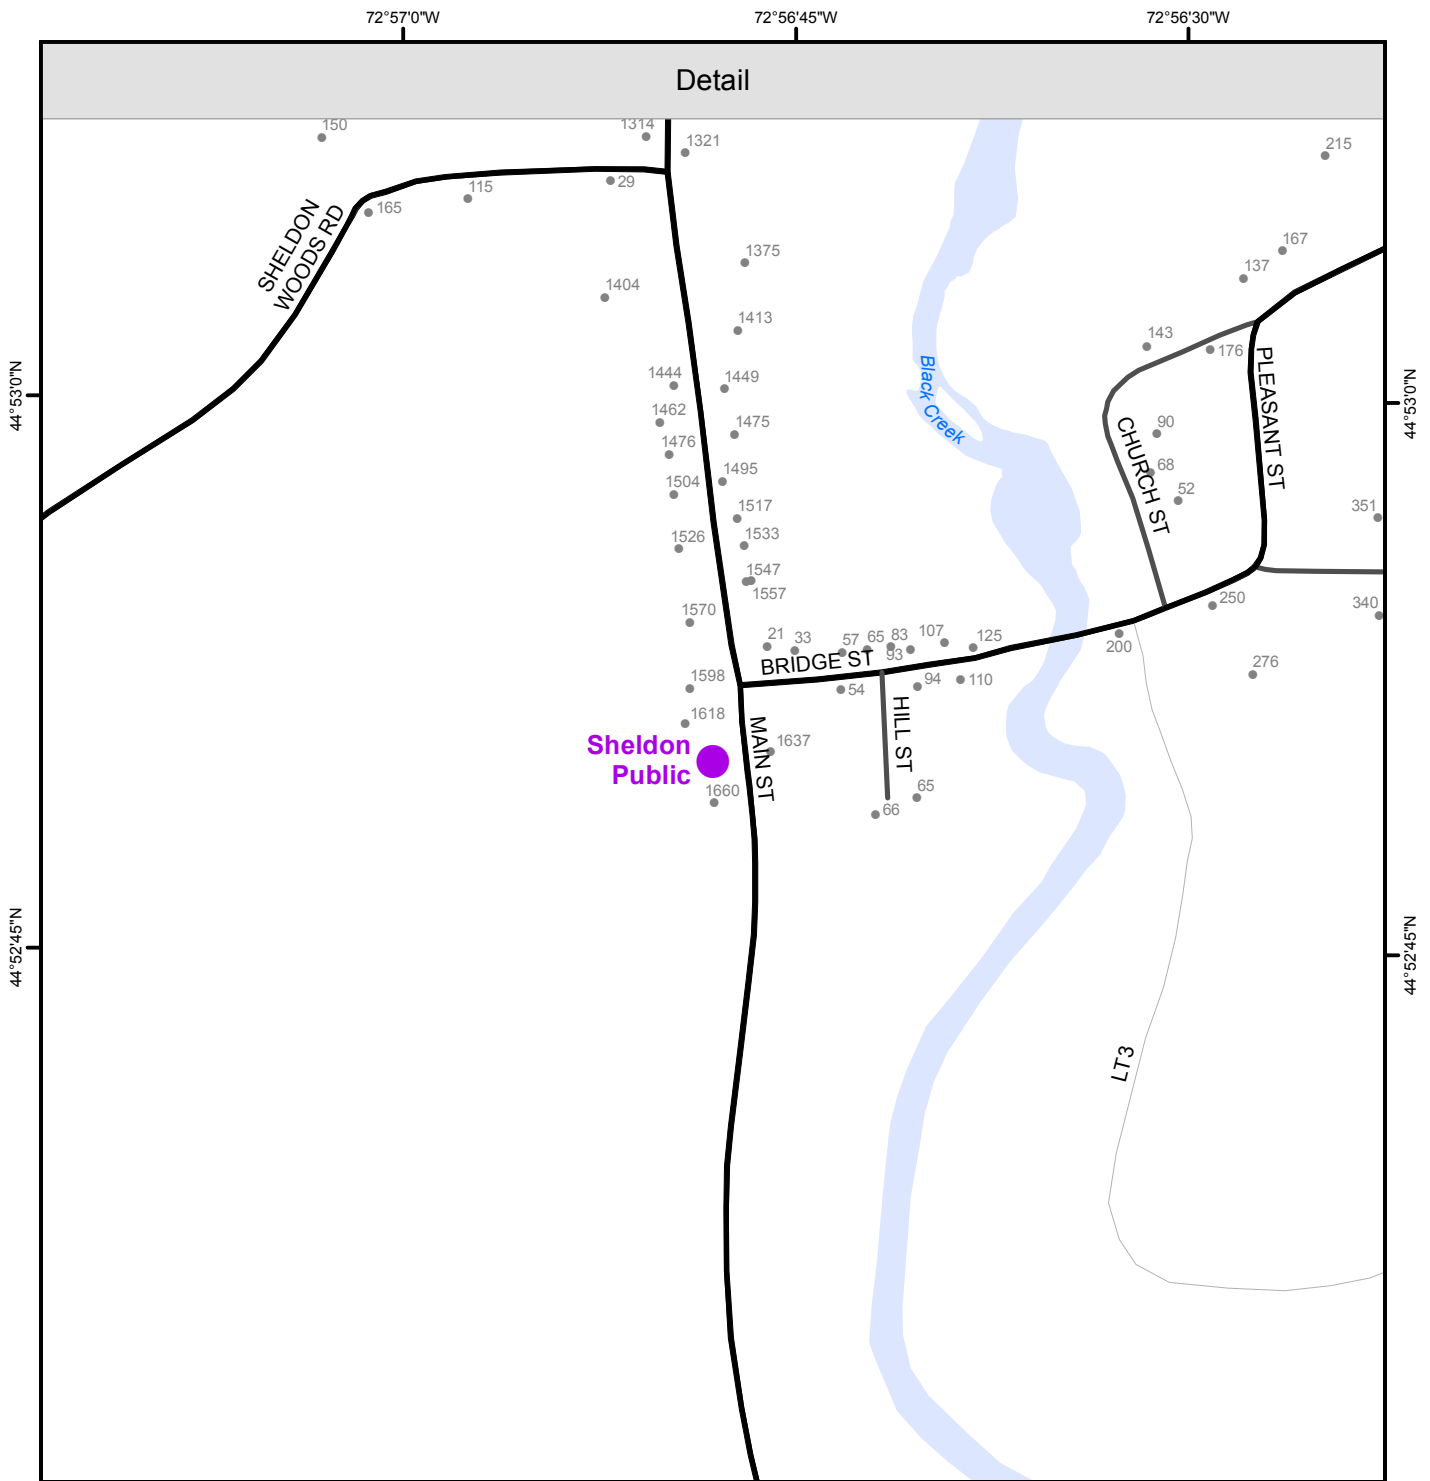 72°57'0"W
72°56'45"W
72°56'30"W
Detail
150
1314
1321
215
115
29
165
SHELDON
WOODS RD
1375
167
137
1404
1413
143
176
PLEASANT ST
44°53'0"N
44°53'0"N
Black Creek
1444
1449
1462
1475
90
CHURCH ST
1476
68
1495
52
1504
1517
351
1526
1533
1547
1557
250
340
1570
21
33
57
65
83
93
107
125
200
BRIDGE ST
276
1598
54
94
110
1618
MAIN ST
HILL ST
Sheldon
Public
1637
1660
65
66
44°52'45"N
44°52'45"N
LT3